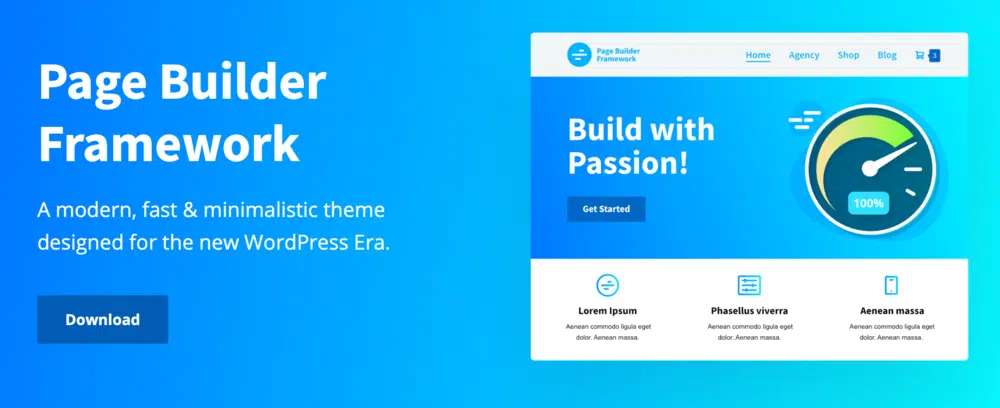 Page Builder
Framework
A modern, fast & minimalistic theme
designed for the new WordPress Era.
Download
Page Builder
Framework
Home Agency Shop Blog 3
Build with
Passion!
Get Started
100%
Lorem Ipsum
Aenean commodo ligula eget
dolor. Aenean massa.
Phasellus viverra
Aenean commodo ligula eget
dolor. Aenean massa.
Aenean massa
Aenean commodo ligula eget
dolor. Aenean massa.